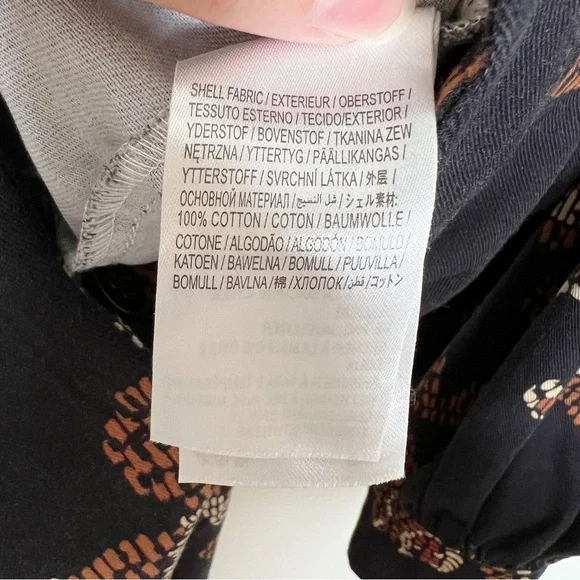 SHELL FABRIC / EXTERIEUR / OBERSTOFF /
TESSUTO ESTERNO / TECIDO/EXTERIOR /
YDERSTOF / BOVENSTOF / TKANINA ZEW
NĘTRZNA / YTTERTYG / PÄÄLLIKANGAS /
YTTERSTOFF / SVRCHNÍ LÁTKA / 外层 /
ОСНОВНОЙ МАТЕРИАЛ / شل النسيج / シェル素材:
100% COTTON / COTON / BAUMWOLLE /
COTONE / ALGODÃO / ALGODÓN / BOMULD /
KATOEN / BAWEŁNA / BOMULL / PUUVILLA /
BOMULL / BAVLNA / 棉 / ХЛОПОК / قطن / コットン